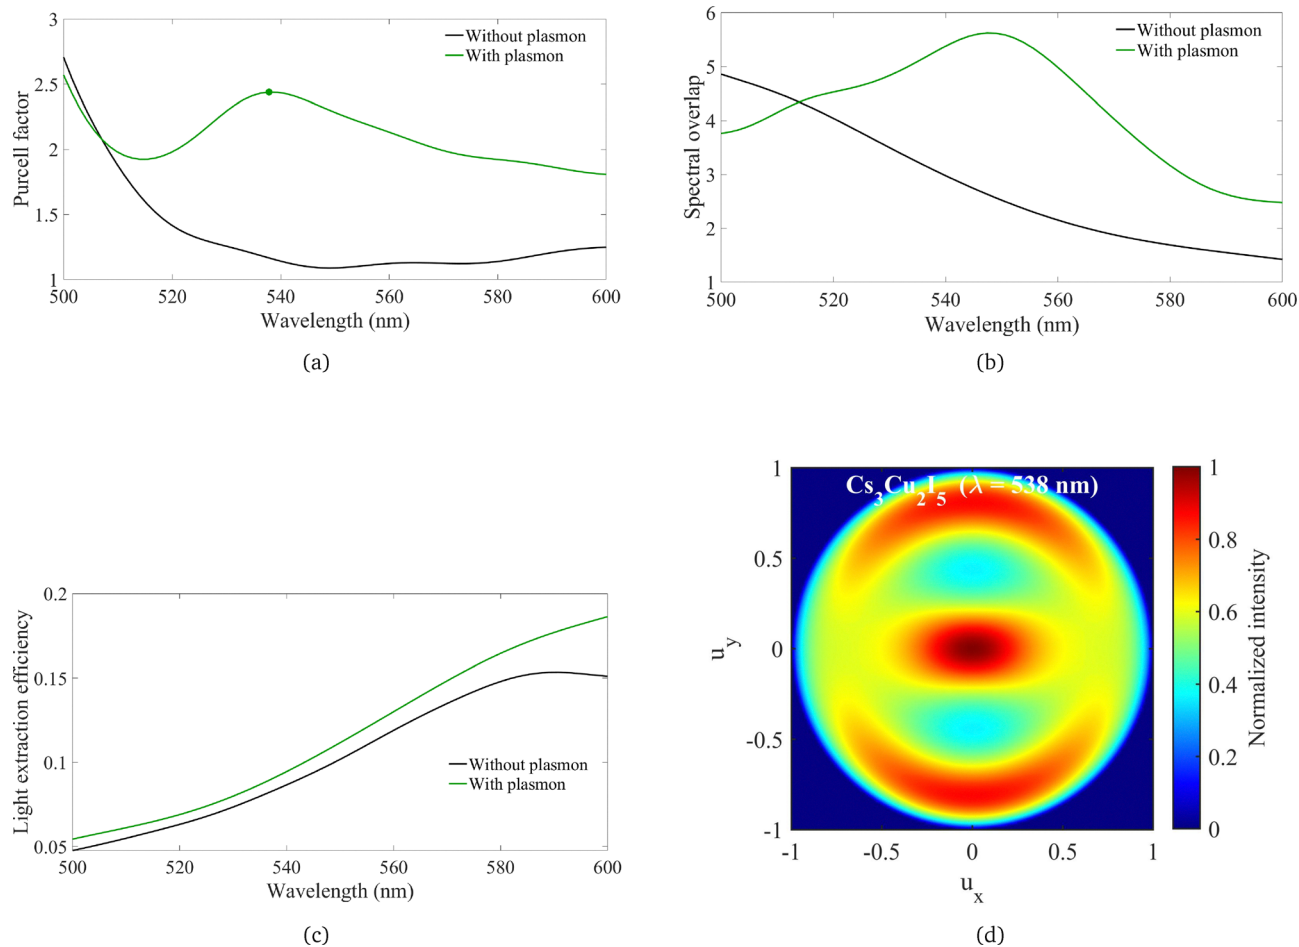 3
2.5
2
1.5
1
Purcell factor
Without plasmon
With plasmon
500
520
540
560
580
600
Wavelength (nm)
(a)
6
5
4
3
2
1
Spectral overlap
Without plasmon
With plasmon
500
520
540
560
580
600
Wavelength (nm)
(b)
0.2
0.15
0.1
0.05
Light extraction efficiency
Without plasmon
With plasmon
500
520
540
560
580
600
Wavelength (nm)
(c)
Cs₃Cu₂I₅ (λ = 538 nm)
1
0.5
0
-0.5
-1
u_y
-1
-0.5
0
0.5
1
u_x
1
0.8
0.6
0.4
0.2
0
Normalized intensity
(d)